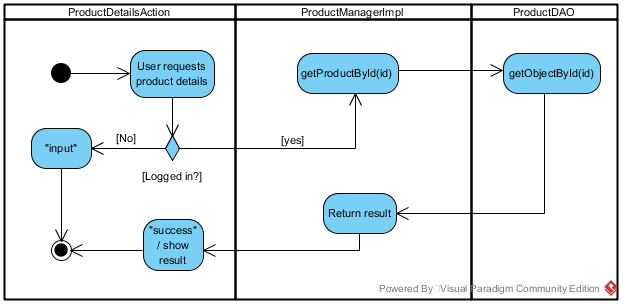 ProductDetailsAction
ProductManagerImpl
ProductDAO
User requests
product details
getProductById(id)
getObjectById(id)
[No]
[yes]
"input"
[Logged in?]
Return result
"success"
/ show
result
Powered By Visual Paradigm Community Edition